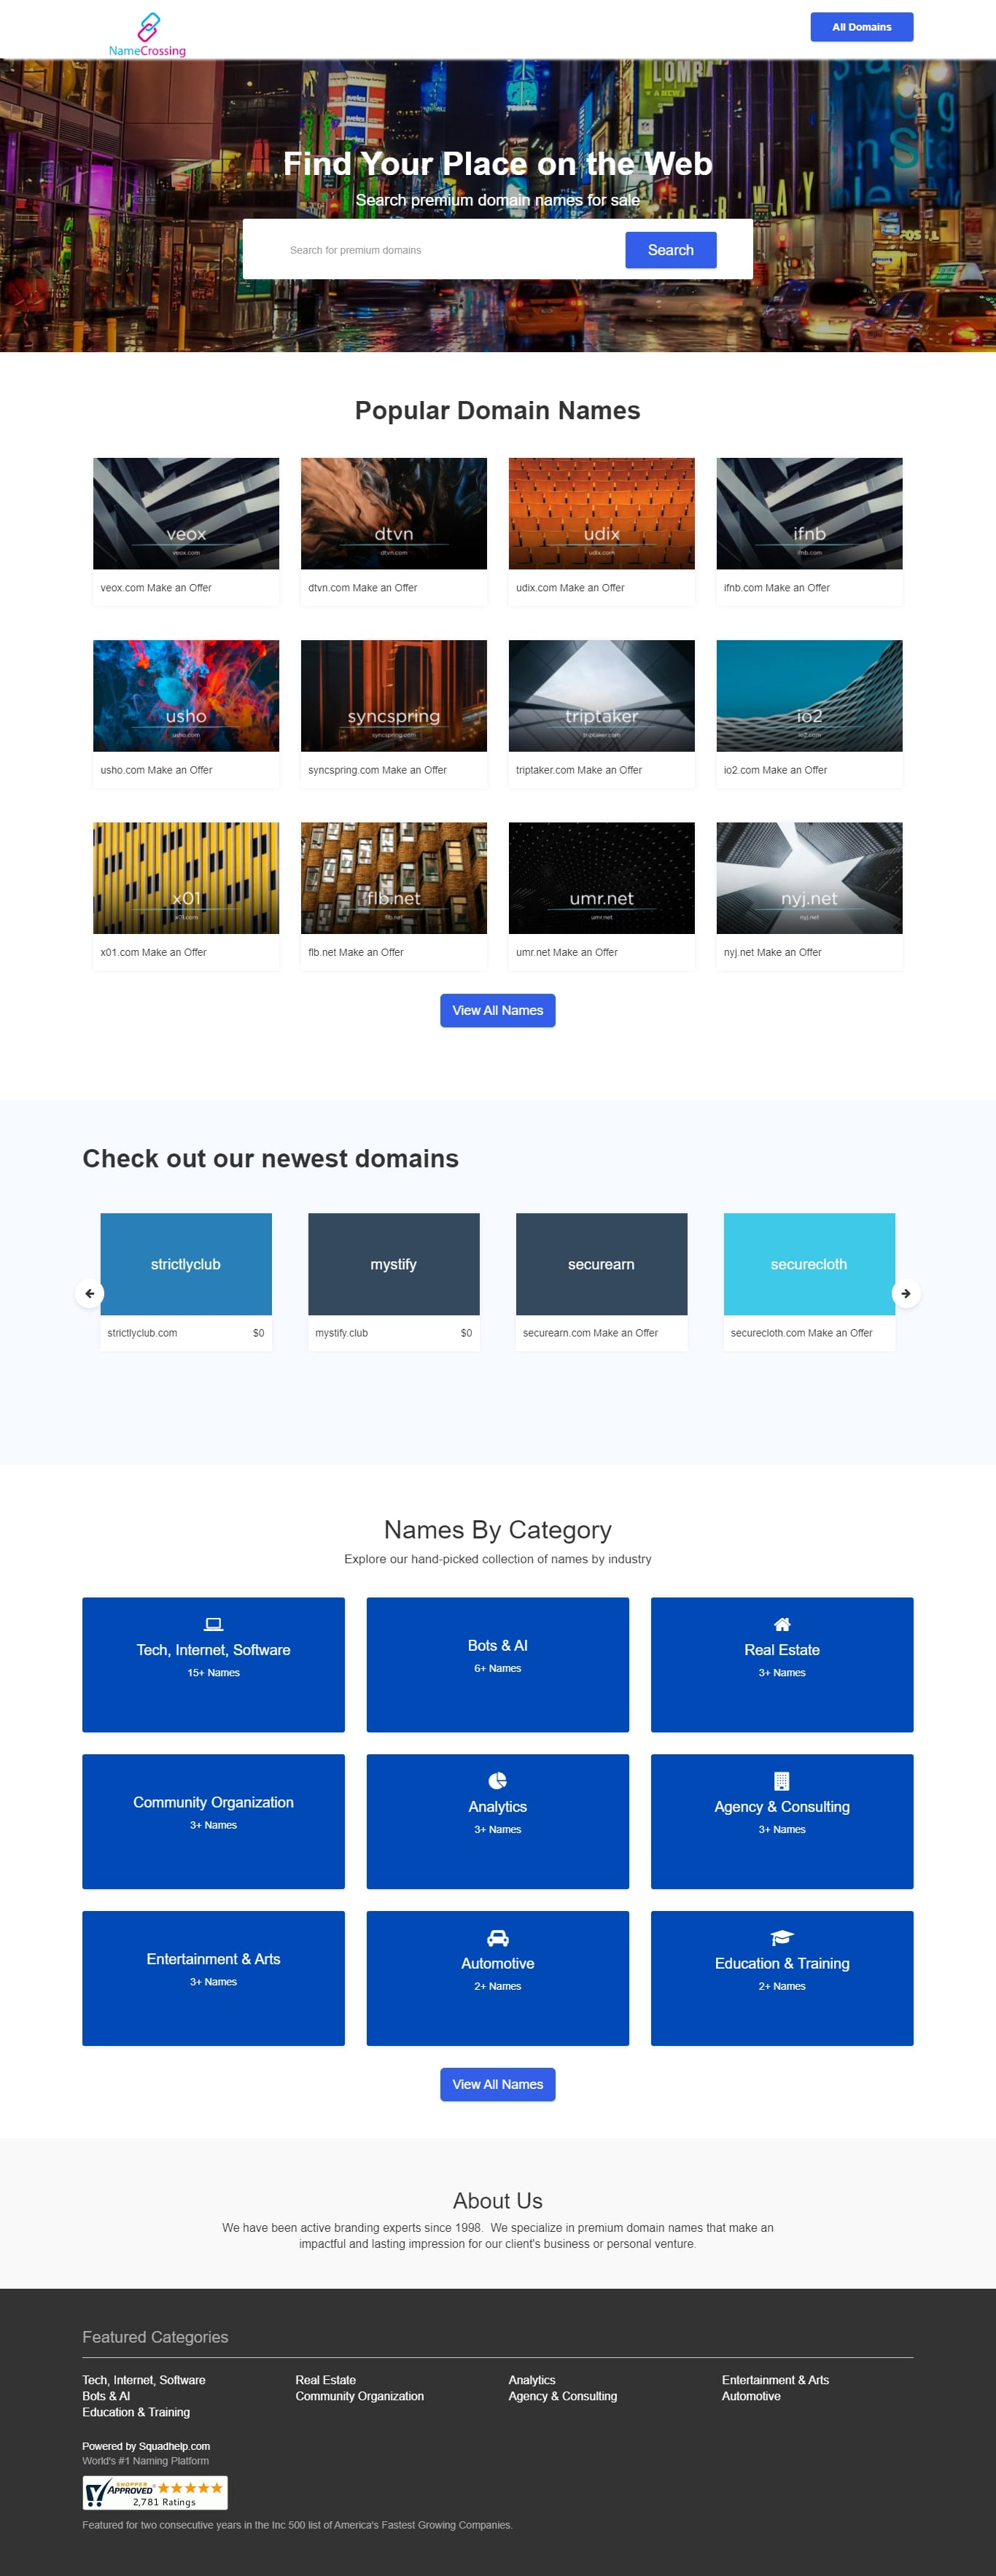 NameCrossing
All Domains
Find Your Place on the Web
Search premium domain names for sale
Search for premium domains
Search
Popular Domain Names
veox
veox.com
dtvn
dtvn.com
udix
udix.com
ifnb
ifnb.com
veox.com Make an Offer
dtvn.com Make an Offer
udix.com Make an Offer
ifnb.com Make an Offer
usho
usho.com
syncspring
syncspring.com
triptaker
triptaker.com
io2
io2.com
usho.com Make an Offer
syncspring.com Make an Offer
triptaker.com Make an Offer
io2.com Make an Offer
x01
x01.com
flb.net
flb.net
umr.net
umr.net
nyj.net
nyj.net
x01.com Make an Offer
flb.net Make an Offer
umr.net Make an Offer
nyj.net Make an Offer
View All Names
Check out our newest domains
strictlyclub
mystify
securearn
securecloth
strictlyclub.com $0
mystify.club $0
securearn.com Make an Offer
securecloth.com Make an Offer
Names By Category
Explore our hand-picked collection of names by industry
Tech, Internet, Software
15+ Names
Bots & AI
6+ Names
Real Estate
3+ Names
Community Organization
3+ Names
Analytics
3+ Names
Agency & Consulting
3+ Names
Entertainment & Arts
3+ Names
Automotive
2+ Names
Education & Training
2+ Names
View All Names
About Us
We have been active branding experts since 1998.  We specialize in premium domain names that make an
impactful and lasting impression for our client's business or personal venture.
Featured Categories
Tech, Internet, Software
Real Estate
Analytics
Entertainment & Arts
Bots & AI
Community Organization
Agency & Consulting
Automotive
Education & Training
Powered by Squadhelp.com
World's #1 Naming Platform
SHOPPER
APPROVED
2,781 Ratings
Featured for two consecutive years in the Inc 500 list of America's Fastest Growing Companies.